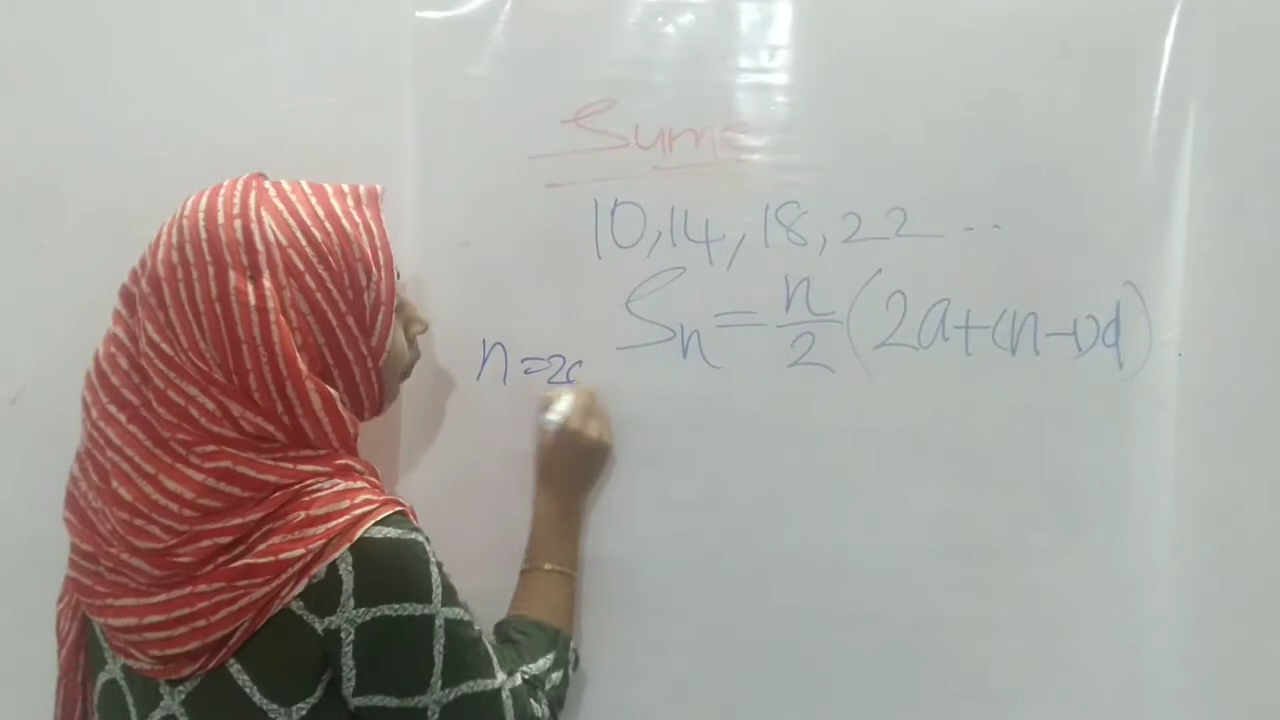 Sums
10, 14, 18, 22 ...
Sn = n/2 (2a + (n-1)d)
n = 20